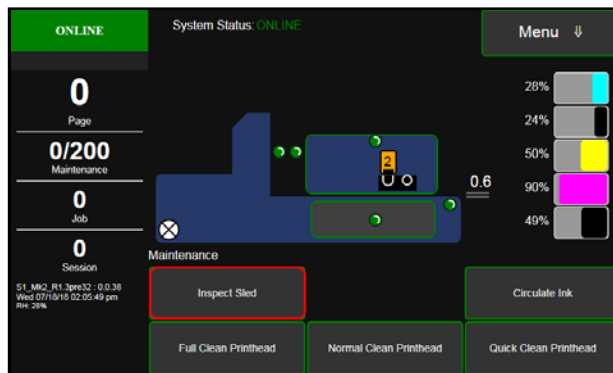 ONLINE
System Status: ONLINE
Menu ⇓
0
Page
0/200
Maintenance
0
Job
0
Session
S1_Mk2_R1.3pre32 : 0.0.38
Wed 07/18/18 02:05:49 pm
RH: 28%
2
0.6
28%
24%
50%
90%
49%
Maintenance
Inspect Sled
Circulate Ink
Full Clean Printhead
Normal Clean Printhead
Quick Clean Printhead